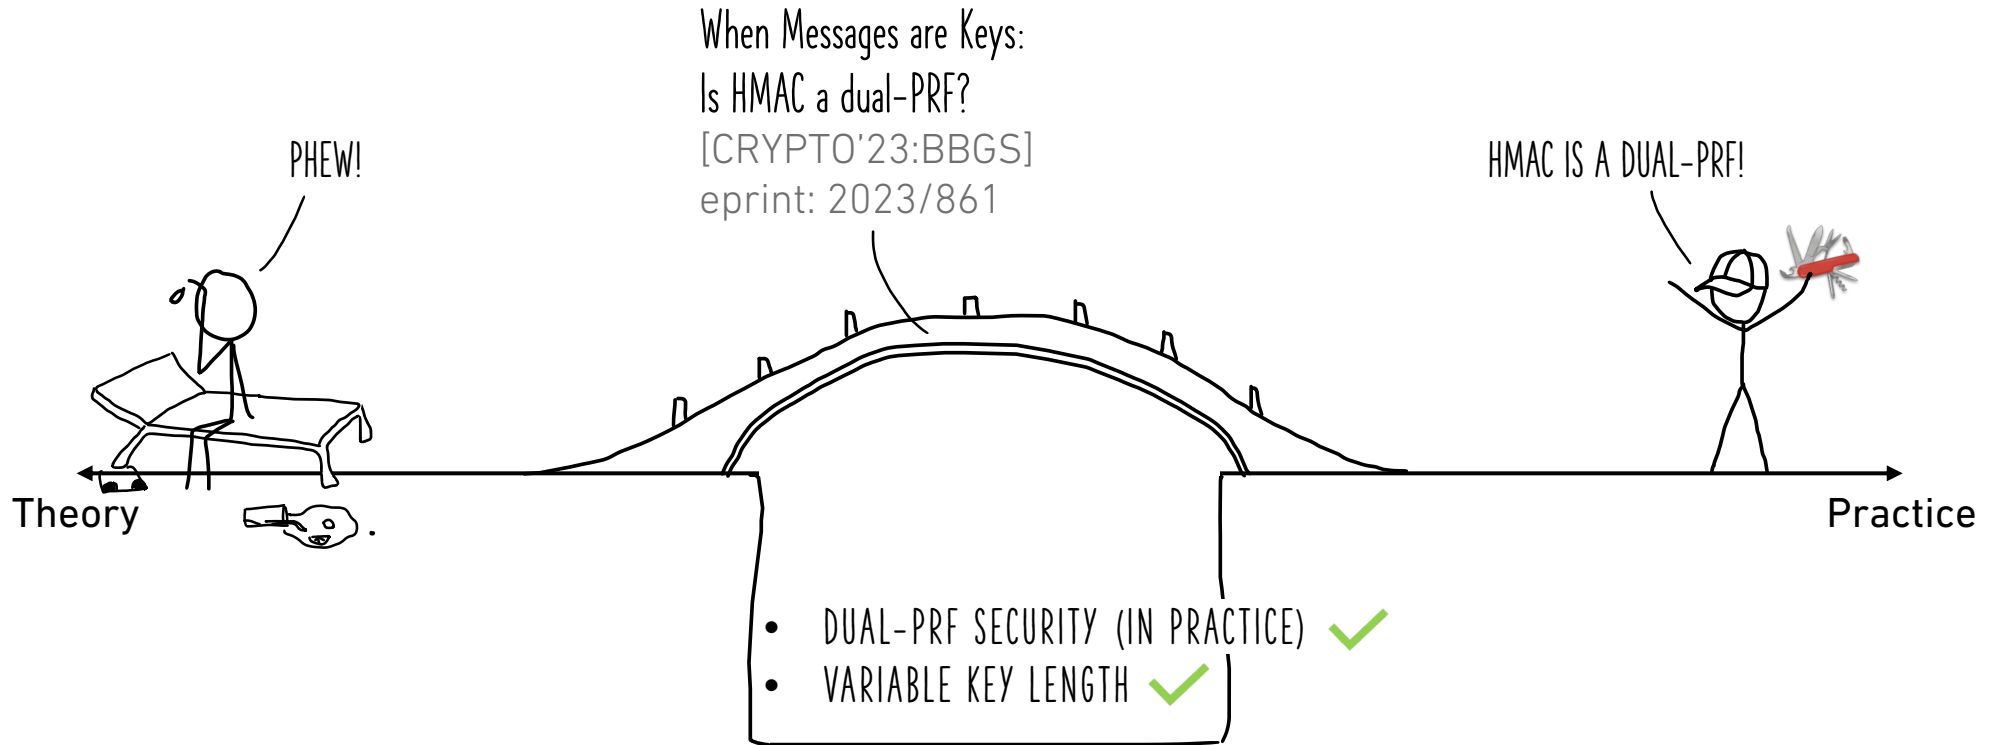 When Messages are Keys:
Is HMAC a dual-PRF?
[CRYPTO'23:BBGS]
eprint: 2023/861
PHEW!
HMAC IS A DUAL-PRF!
Theory
Practice
• DUAL-PRF SECURITY (IN PRACTICE)
• VARIABLE KEY LENGTH